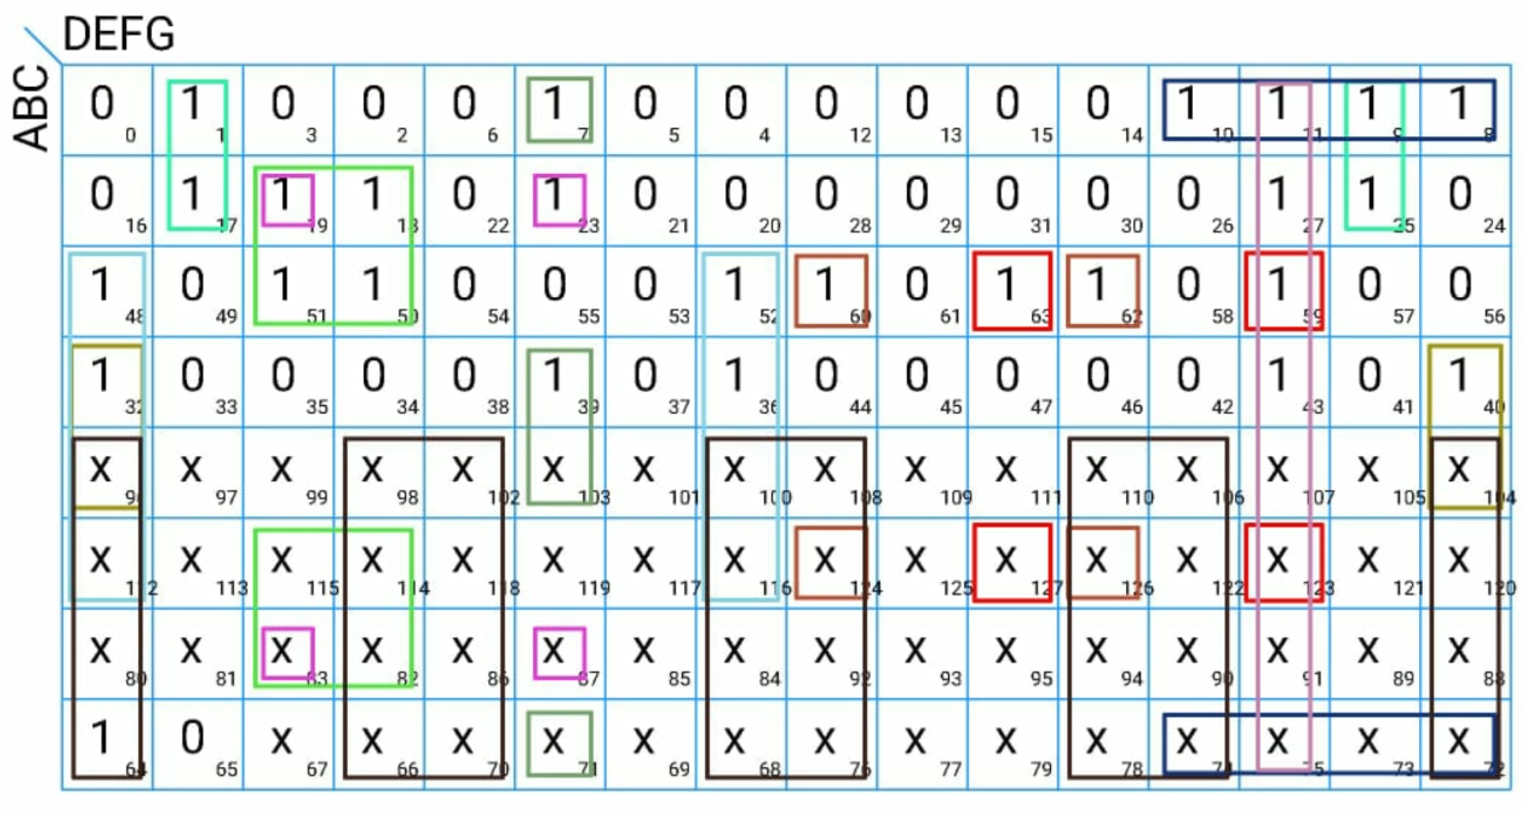 DEFG
ABC
0 1 0 0 0 1 0 0 0 0 0 0 1 1 1 1
0 1 3 2 6 7 5 4 12 13 15 14 10 11 9 8
0 1 1 1 0 1 0 0 0 0 0 0 0 1 1 0
16 17 19 18 22 23 21 20 28 29 31 30 26 27 25 24
1 0 1 1 0 0 0 1 1 0 1 1 0 1 0 0
48 49 51 50 54 55 53 52 60 61 63 62 58 59 57 56
1 0 0 0 0 1 0 1 0 0 0 0 0 1 0 1
32 33 35 34 38 39 37 36 44 45 47 46 42 43 41 40
X X X X X X X X X X X X X X X X
96 97 99 98 102 103 101 100 108 109 111 110 106 107 105 104
X X X X X X X X X X X X X X X X
112 113 115 114 118 119 117 116 124 125 127 126 122 123 121 120
X X X X X X X X X X X X X X X X
80 81 83 82 86 87 85 84 92 93 95 94 90 91 89 88
1 0 X X X X X X X X X X X X X X
64 65 67 66 70 71 69 68 76 77 79 78 74 75 73 72